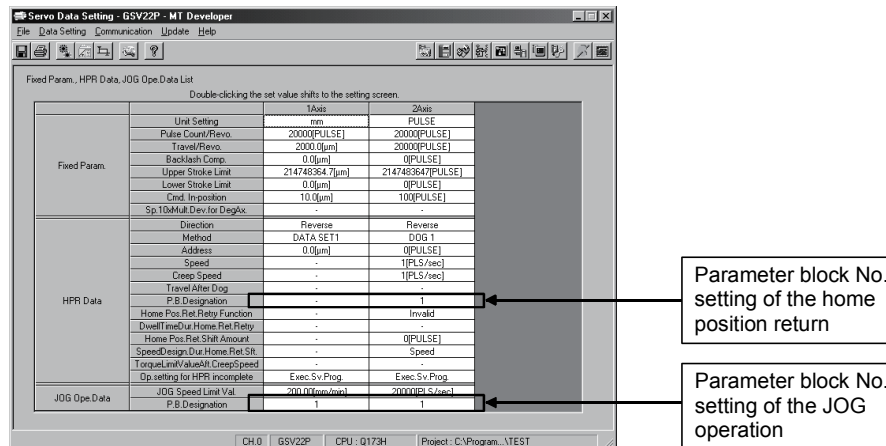 Servo Data Setting - GSV22P - MT Developer
File Data Setting Communication Update Help
Fixed Param., HPR Data, JOG Ope.Data List
Double-clicking the set value shifts to the setting screen.
1Axis 2Axis
Fixed Param.
Unit Setting mm PULSE
Pulse Count/Revo. 20000[PULSE] 20000[PULSE]
Travel/Revo. 2000.0[µm] 20000[PULSE]
Backlash Comp. 0.0[µm] 0[PULSE]
Upper Stroke Limit 214748364.7[µm] 2147483647[PULSE]
Lower Stroke Limit 0.0[µm] 0[PULSE]
Cmd. In-position 10.0[µm] 100[PULSE]
Sp.10xMult.Dev.for DegAx. - -
HPR Data
Direction Reverse Reverse
Method DATA SET1 DOG 1
Address 0.0[µm] 0[PULSE]
Speed - 1[PLS/sec]
Creep Speed - 1[PLS/sec]
Travel After Dog - -
P.B.Designation - 1
Home Pos.Ret.Retry Function - Invalid
DwellTimeDur.Home.Ret.Retry - -
Home Pos.Ret.Shift Amount - 0[PULSE]
SpeedDesign.Dur.Home.Ret.Sft. - Speed
TorqueLimitValueAft.CreepSpeed - -
Op.setting for HPR incomplete Exec.Sv.Prog. Exec.Sv.Prog.
JOG Ope.Data
JOG Speed Limit Val. 200.00[mm/min] 20000[PLS/sec]
P.B.Designation 1 1
CH.0 GSV22P CPU : Q173H Project : C:\Program...\TEST
Parameter block No.
setting of the home
position return
Parameter block No.
setting of the JOG
operation